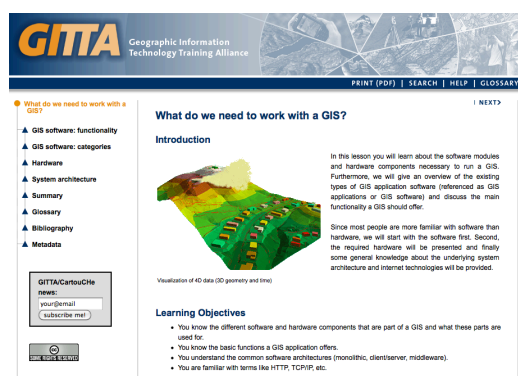 GITTA
Geographic Information
Technology Training Alliance
PRINT (PDF) | SEARCH | HELP | GLOSSARY
What do we need to work with a
GIS?
GIS software: functionality
GIS software: categories
Hardware
System architecture
Summary
Glossary
Bibliography
Metadata
GITTA/CartouCHe
news:
your@email
subscribe me!
cc
SOME RIGHTS RESERVED
| NEXT>
What do we need to work with a GIS?
Introduction
In this lesson you will learn about the software modules
and hardware components necessary to run a GIS.
Furthermore, we will give an overview of the existing
types of GIS application software (referenced as GIS
applications or GIS software) and discuss the main
functionality a GIS should offer.
Since most people are more familiar with software than
hardware, we will start with the software first. Second,
the required hardware will be presented and finally
some general knowledge about the underlying system
architecture and internet technologies will be provided.
Visualization of 4D data (3D geometry and time)
Learning Objectives
• You know the different software and hardware components that are part of a GIS and what these parts are
used for.
• You know the basic functions a GIS application offers.
• You understand the common software architectures (monolithic, client/server, middleware).
• You are familiar with terms like HTTP, TCP/IP, etc.